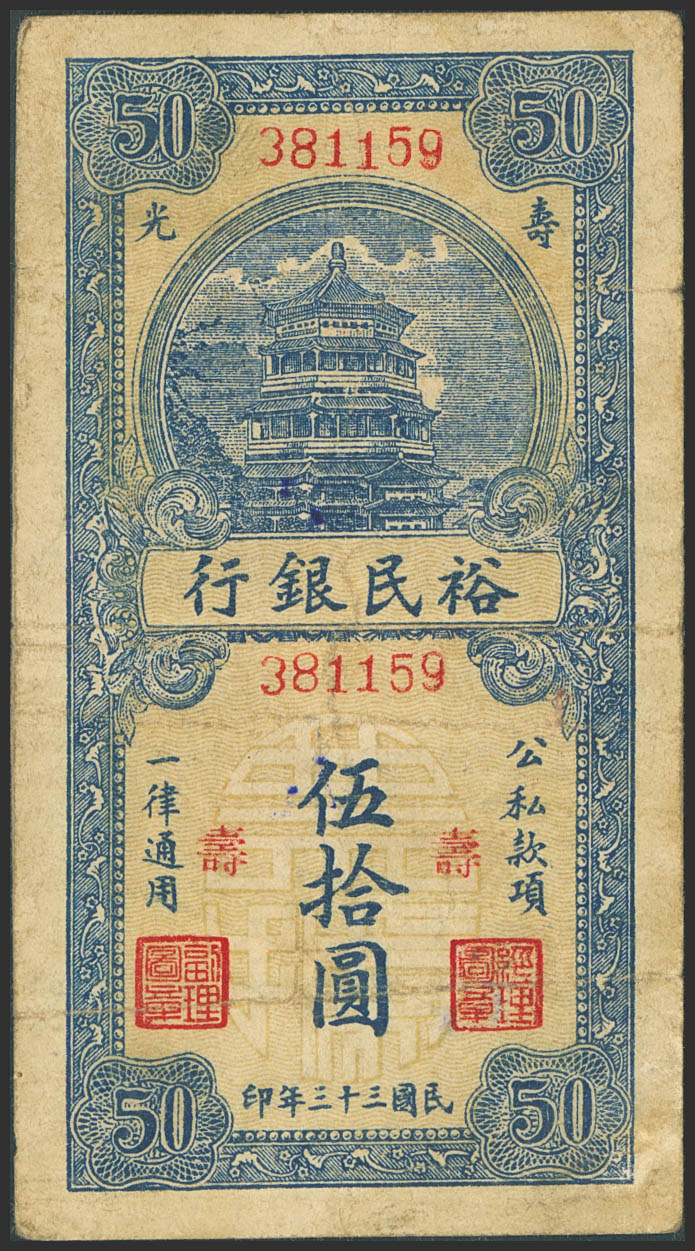 50 50
381159
壽光
裕民銀行
381159
公私款項
伍拾圓
一律通用
壽 壽
經理圖章
副理圖章
民國三十三年印
50 50